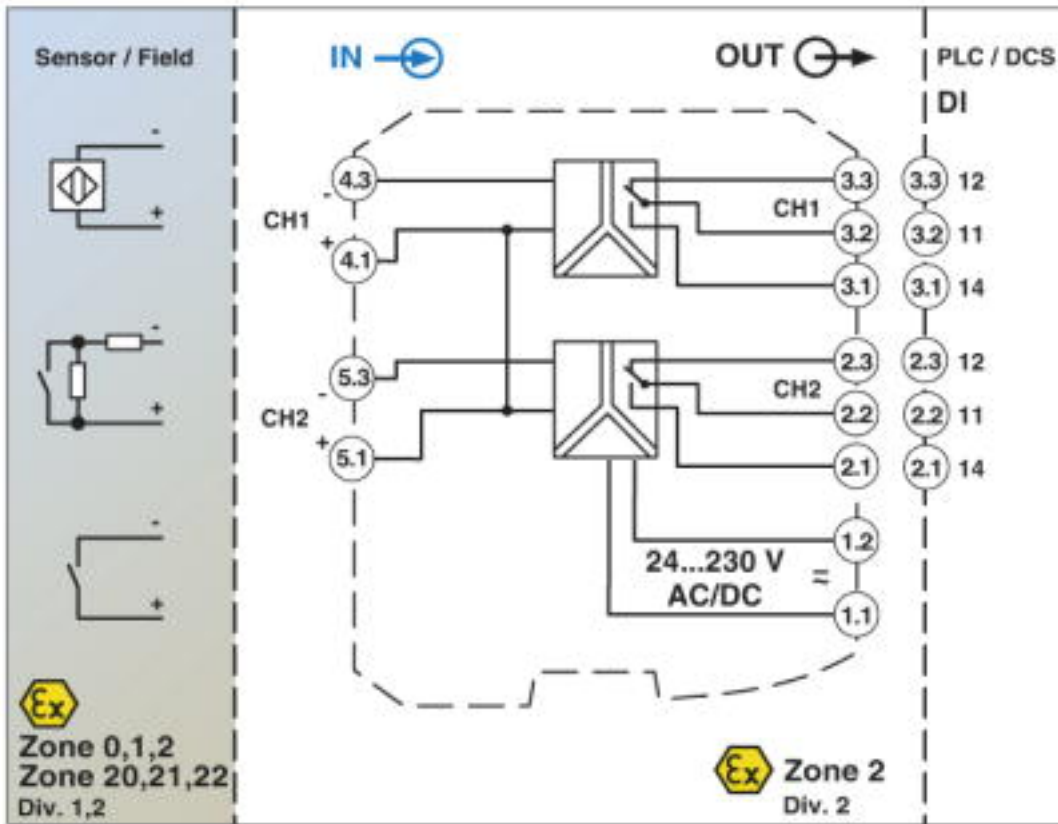 Sensor / Field
IN
OUT
PLC / DCS
DI
-
+
-
+
-
+
4.3
-
CH1
+
4.1
5.3
-
CH2
+
5.1
3.3
CH1
3.2
3.1
2.3
CH2
2.2
2.1
1.2
24...230 V
AC/DC
≂
1.1
3.3 12
3.2 11
3.1 14
2.3 12
2.2 11
2.1 14
Ex
Zone 0,1,2
Zone 20,21,22
Div. 1,2
Ex
Zone 2
Div. 2